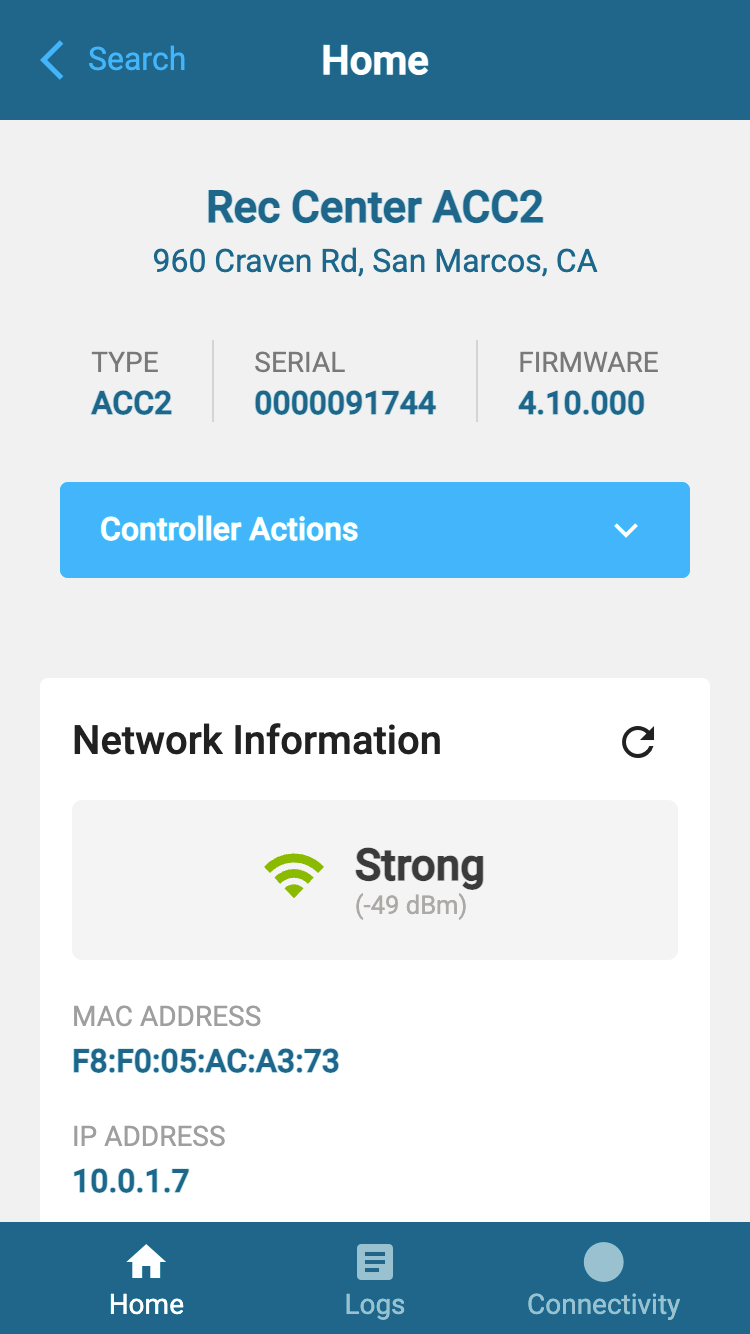 Search
Home
Rec Center ACC2
960 Craven Rd, San Marcos, CA
TYPE
ACC2
SERIAL
0000091744
FIRMWARE
4.10.000
Controller Actions
Network Information
Strong
(-49 dBm)
MAC ADDRESS
F8:F0:05:AC:A3:73
IP ADDRESS
10.0.1.7
Home
Logs
Connectivity